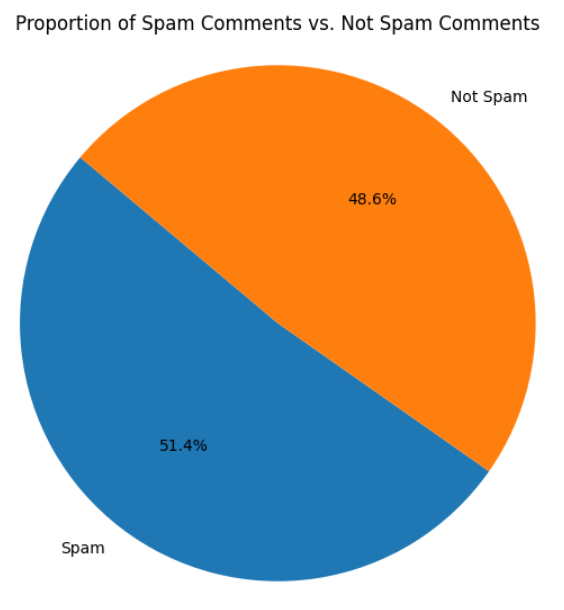 Proportion of Spam Comments vs. Not Spam Comments
Not Spam
48.6%
51.4%
Spam